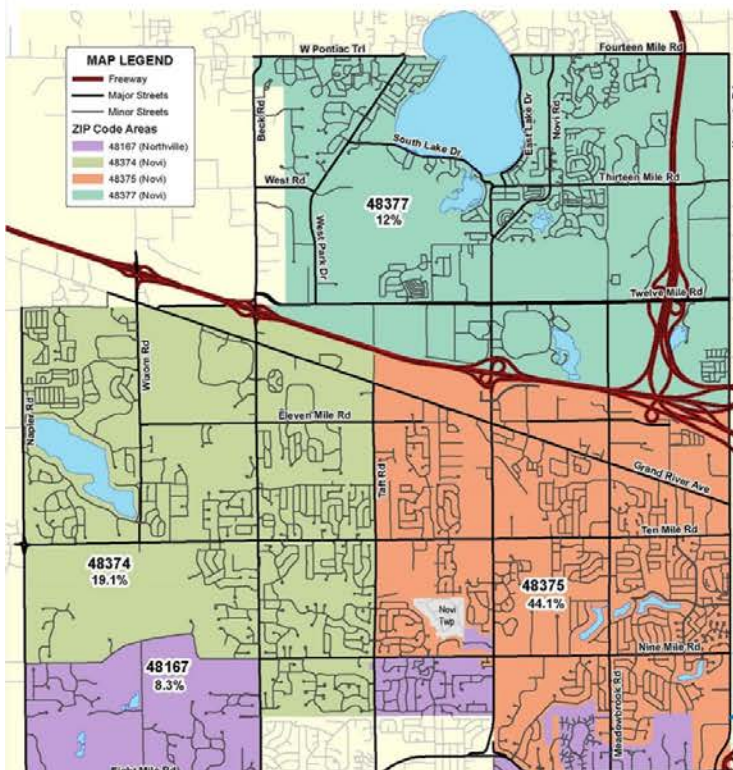 W Pontiac Trl
Fourteen Mile Rd
MAP LEGEND
Freeway
Major Streets
Minor Streets
ZIP Code Areas
48167 (Northville)
48374 (Novi)
48375 (Novi)
48377 (Novi)
Beck Rd
East Lake Dr
Novi Rd
South Lake Dr
West Rd
Thirteen Mile Rd
48377
12%
West Park Dr
Twelve Mile Rd
Wixom Rd
Napier Rd
Eleven Mile Rd
Taft Rd
Grand River Ave
Ten Mile Rd
48374
19.1%
48375
44.1%
Novi
Twp
Nine Mile Rd
48167
8.3%
Meadowbrook Rd
Eight Mile Rd